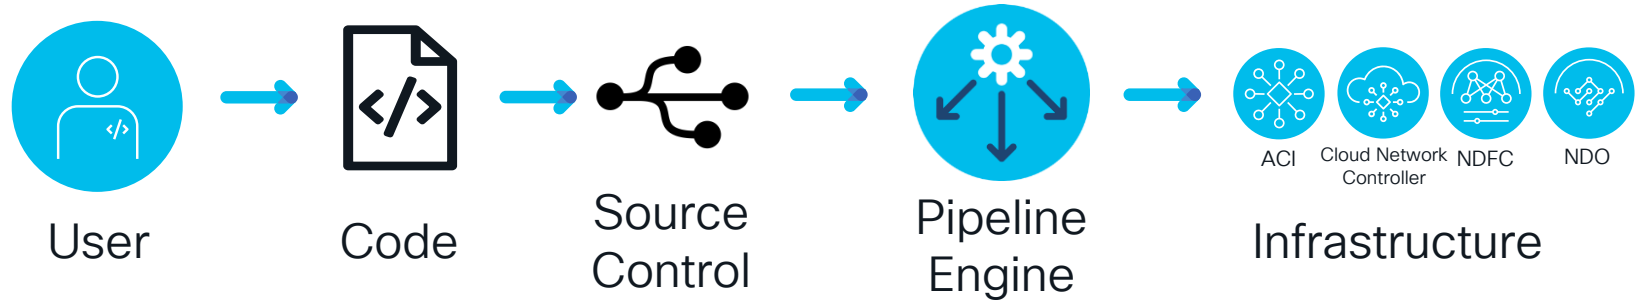 User
Code
Source
Control
Pipeline
Engine
ACI
Cloud Network
Controller
NDFC
NDO
Infrastructure